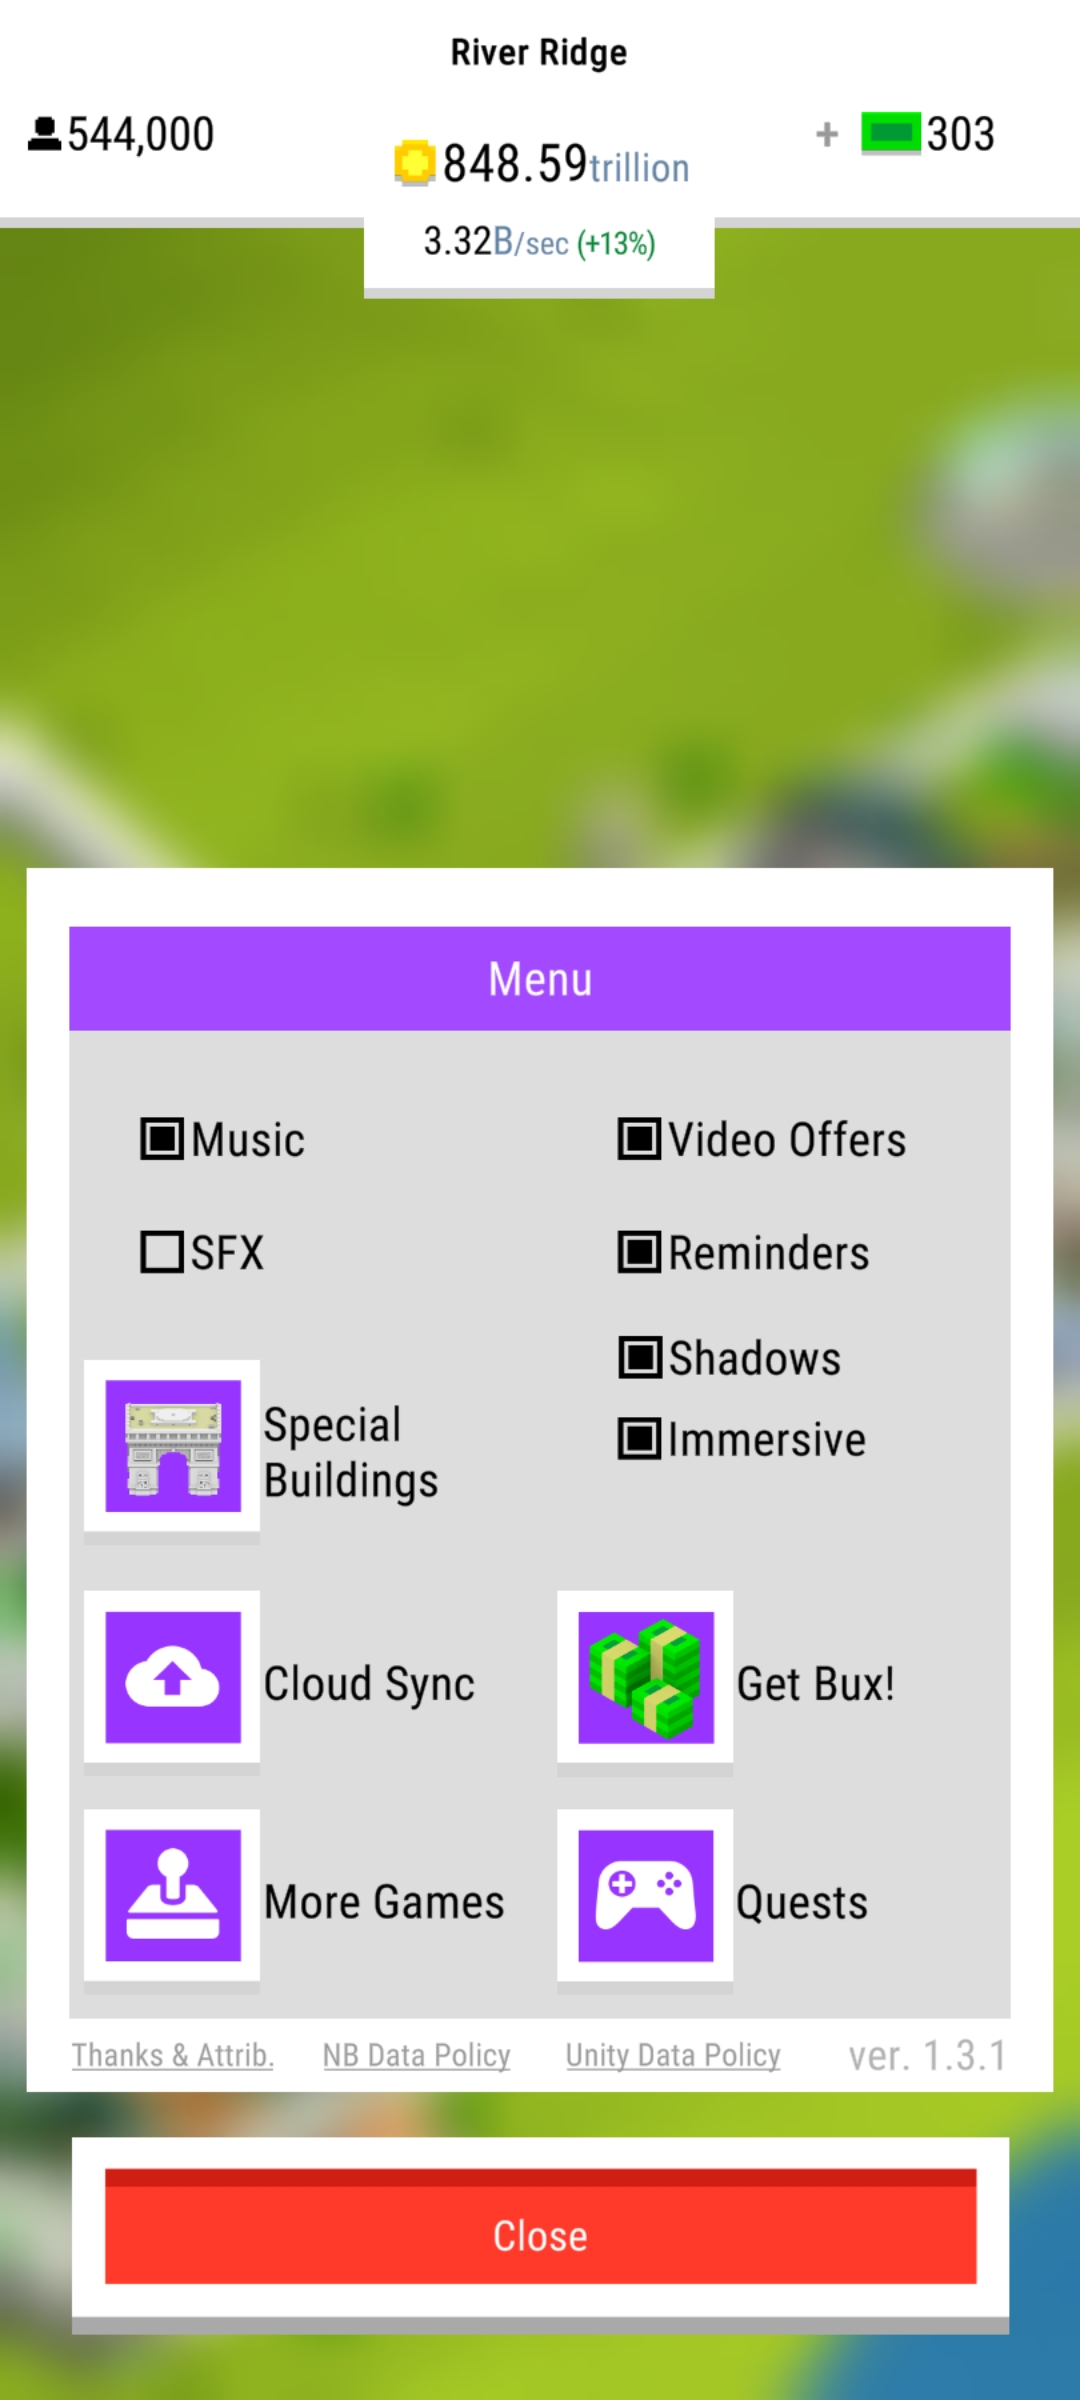 River Ridge
544,000
848.59trillion
+ 303
3.32B/sec (+13%)
Menu
Music
Video Offers
SFX
Reminders
Shadows
Immersive
Special
Buildings
Cloud Sync
Get Bux!
More Games
Quests
Thanks & Attrib. NB Data Policy Unity Data Policy ver. 1.3.1
Close